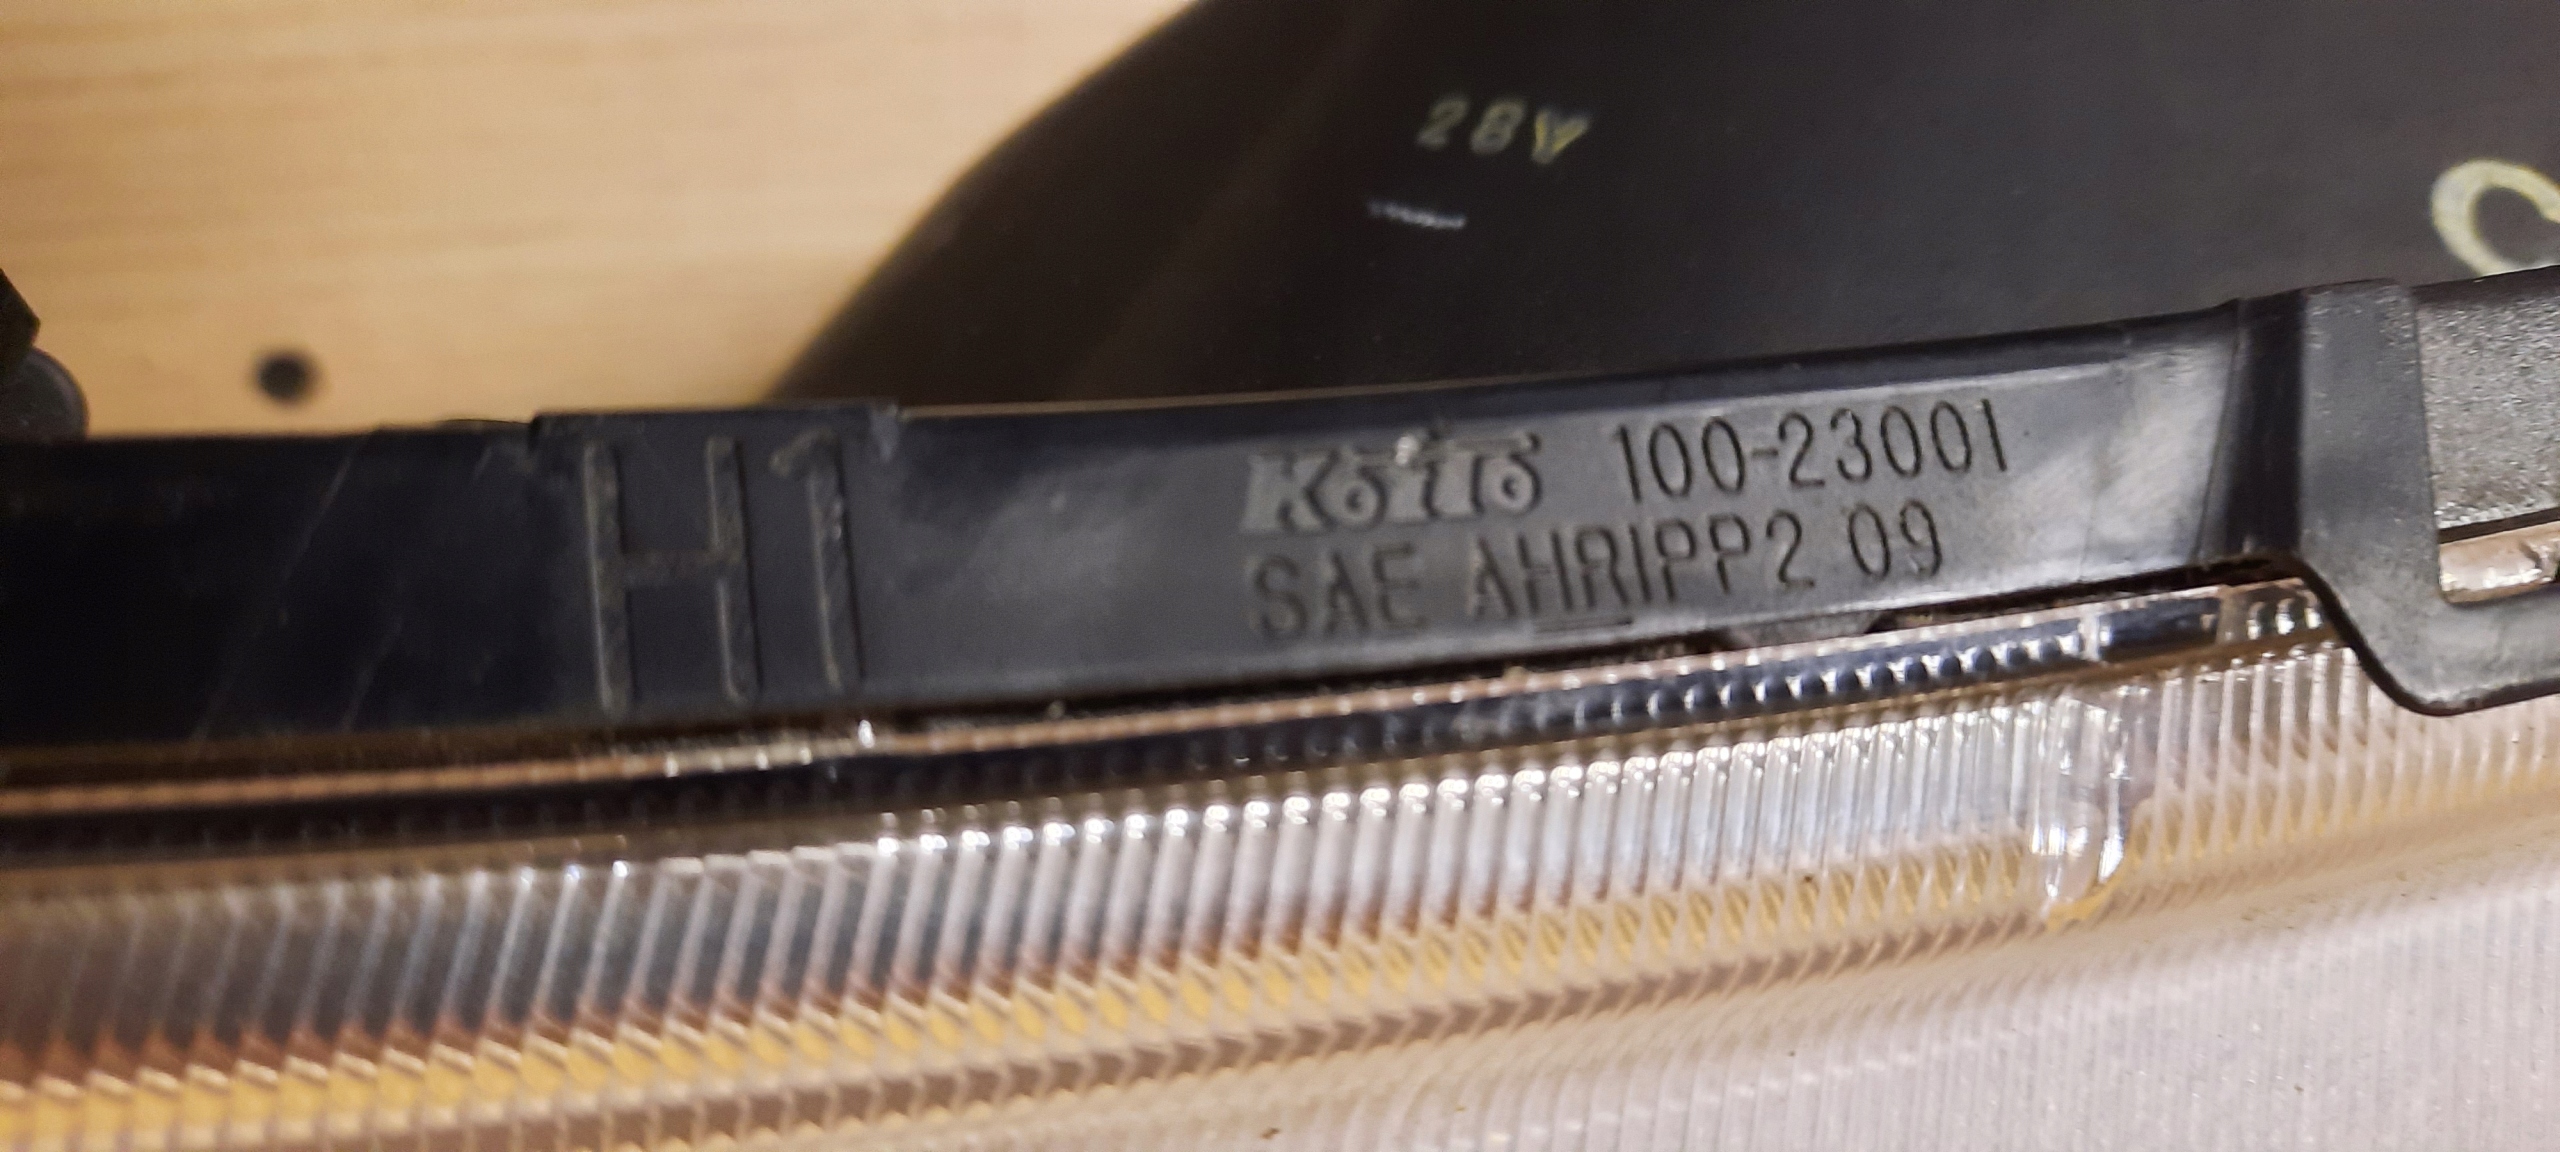 28V
H1
KOITO 100-23001
SAE AHRIPP2 09